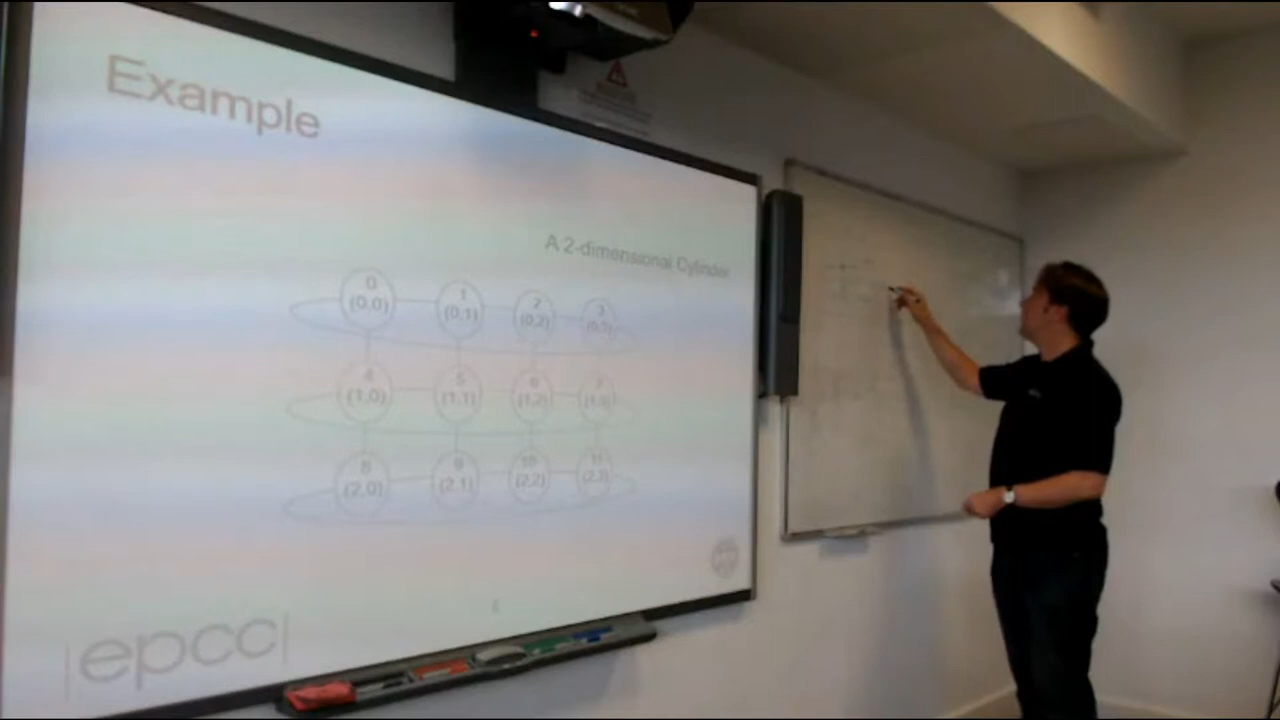 Example
A 2-dimensional Cylinder
0 1 2 3
(0,0) (0,1) (0,2) (0,3)
4 5 6 7
(1,0) (1,1) (1,2) (1,3)
8 9 10 11
(2,0) (2,1) (2,2) (2,3)
|epcc|